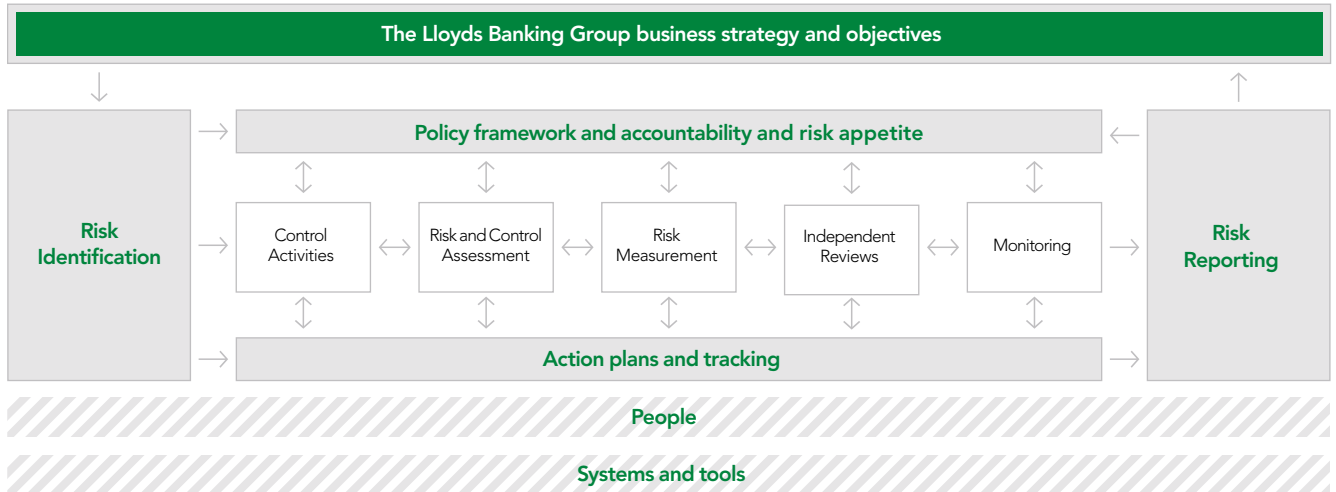 The Lloyds Banking Group business strategy and objectives
Policy framework and accountability and risk appetite
Risk
Identification
Control
Activities
Risk and Control
Assessment
Risk
Measurement
Independent
Reviews
Monitoring
Risk
Reporting
Action plans and tracking
People
Systems and tools